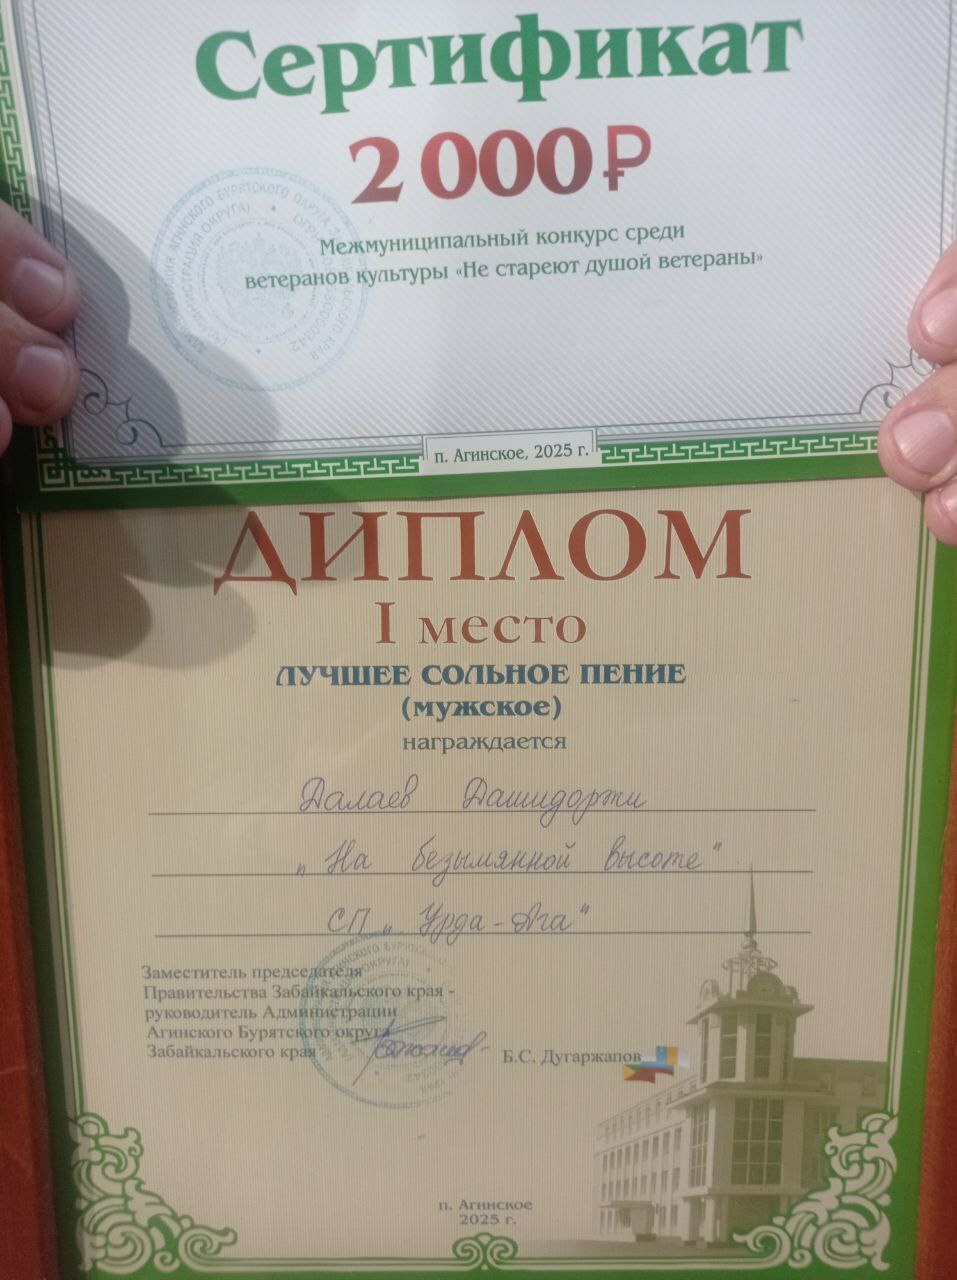 Сертификат
2 000 ₽
Межмуниципальный конкурс среди
ветеранов культуры «Не стареют душой ветераны»
п. Агинское, 2025 г.
ДИПЛОМ
I место
ЛУЧШЕЕ СОЛЬНОЕ ПЕНИЕ
(мужское)
награждается
Далаев Дашидоржи
„На безымянной высоте"
СП „Урда-Ага"
Заместитель председателя
Правительства Забайкальского края -
руководитель Администрации
Агинского Бурятского округа
Забайкальского края
Б.С. Дугаржапов
п. Агинское
2025 г.